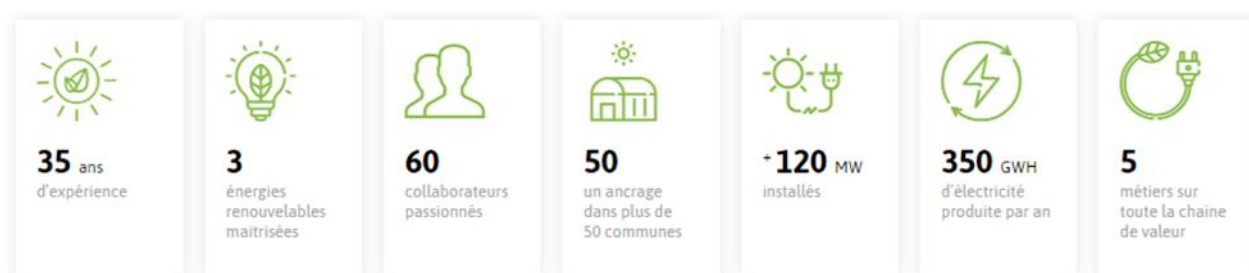 35 ans
d'expérience
3
énergies
renouvelables
maitrisées
60
collaborateurs
passionnés
50
un ancrage
dans plus de
50 communes
+120 MW
installés
350 GWH
d'électricité
produite par an
5
métiers sur
toute la chaine
de valeur